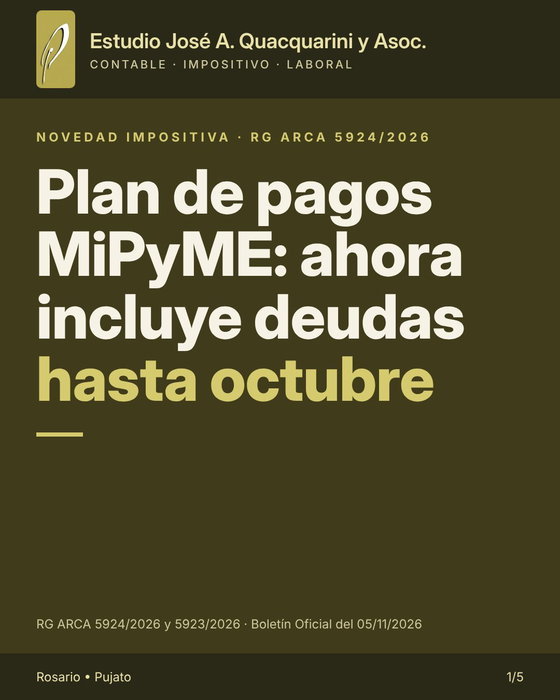 Estudio José A. Quacquarini y Asoc.
CONTABLE · IMPOSITIVO · LABORAL
NOVEDAD IMPOSITIVA · RG ARCA 5924/2026
Plan de pagos
MiPyME: ahora
incluye deudas
hasta octubre
RG ARCA 5924/2026 y 5923/2026 · Boletín Oficial del 05/11/2026
Rosario • Pujato
1/5